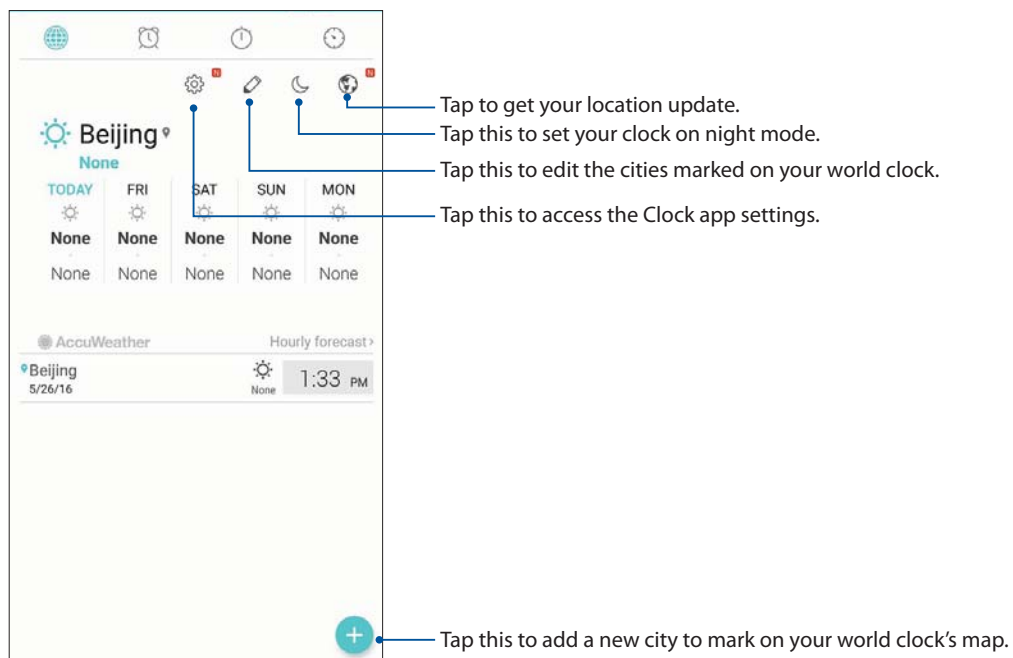 N
N
Tap to get your location update.
Tap this to set your clock on night mode.
Beijing
Tap this to edit the cities marked on your world clock.
None
TODAY FRI SAT SUN MON
Tap this to access the Clock app settings.
None None None None None
None None None None None
AccuWeather Hourly forecast›
Beijing
5/26/16
None
1:33 PM
Tap this to add a new city to mark on your world clock’s map.